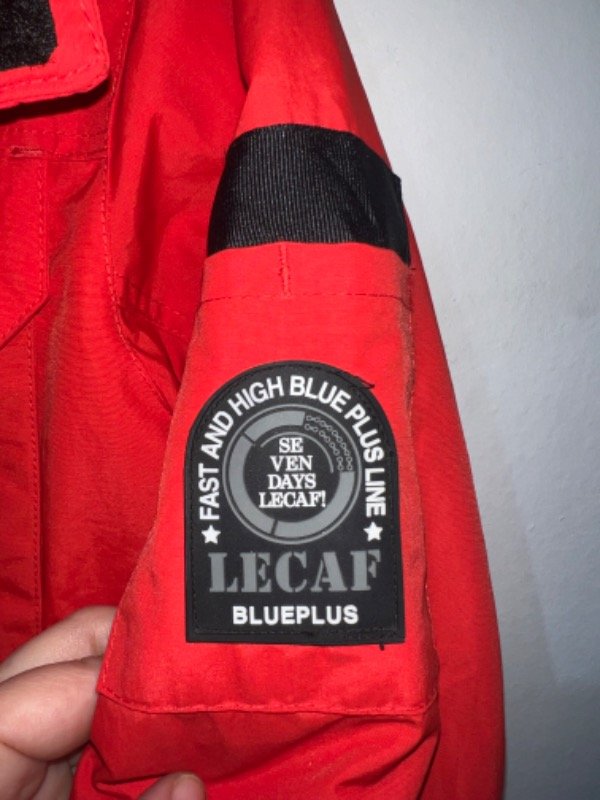 FAST AND HIGH BLUE PLUS LINE
SE
VEN
DAYS
LECAF!
LECAF
BLUEPLUS